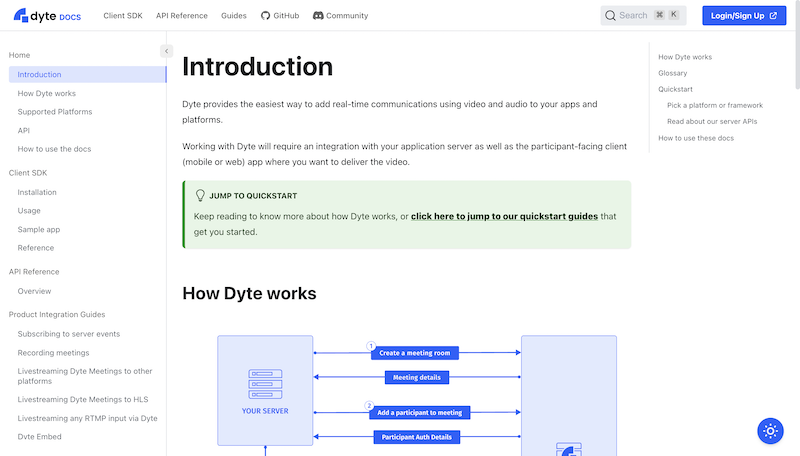 dyte DOCS
Client SDK
API Reference
Guides
GitHub
Community
Search
⌘
K
Login/Sign Up
Home
Introduction
How Dyte works
Supported Platforms
API
How to use the docs
Client SDK
Installation
Usage
Sample app
Reference
API Reference
Overview
Product Integration Guides
Subscribing to server events
Recording meetings
Livestreaming Dyte Meetings to other
platforms
Livestreaming Dyte Meetings to HLS
Livestreaming any RTMP input via Dyte
Dyte Embed
Introduction
Dyte provides the easiest way to add real-time communications using video and audio to your apps and
platforms.
Working with Dyte will require an integration with your application server as well as the participant-facing client
(mobile or web) app where you want to deliver the video.
JUMP TO QUICKSTART
Keep reading to know more about how Dyte works, or click here to jump to our quickstart guides that
get you started.
How Dyte works
1
Create a meeting room
Meeting details
YOUR SERVER
2
Add a participant to meeting
Participant Auth Details
How Dyte works
Glossary
Quickstart
Pick a platform or framework
Read about our server APIs
How to use these docs